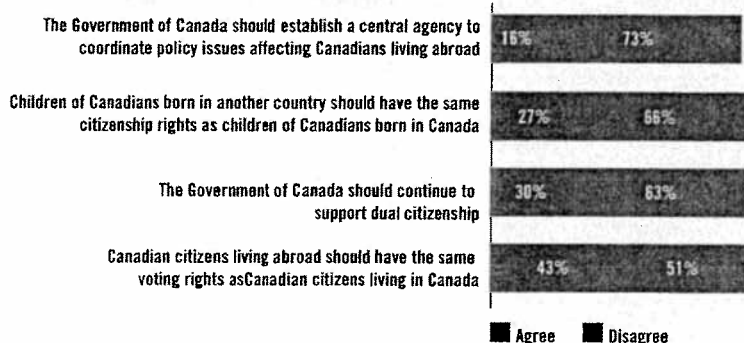 The Government of Canada should establish a central agency to
coordinate policy issues affecting Canadians living abroad
16% 73%
Children of Canadians born in another country should have the same
citizenship rights as children of Canadians born in Canada
27% 66%
The Government of Canada should continue to
support dual citizenship
30% 63%
Canadian citizens living abroad should have the same
voting rights asCanadian citizens living in Canada
43% 51%
Agree Disagree